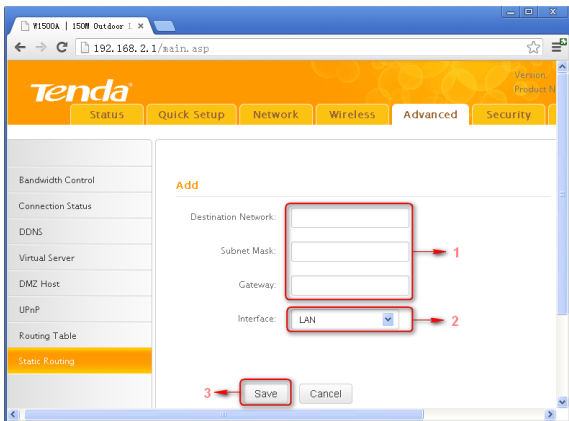 W1500A | 150M Outdoor I
192.168.2.1/main.asp
Tenda
Version
Product N
Status Quick Setup Network Wireless Advanced Security
Bandwidth Control
Connection Status
DDNS
Virtual Server
DMZ Host
UPnP
Routing Table
Static Routing
Add
Destination Network:
Subnet Mask:
1
Gateway:
Interface: LAN 2
3 Save Cancel